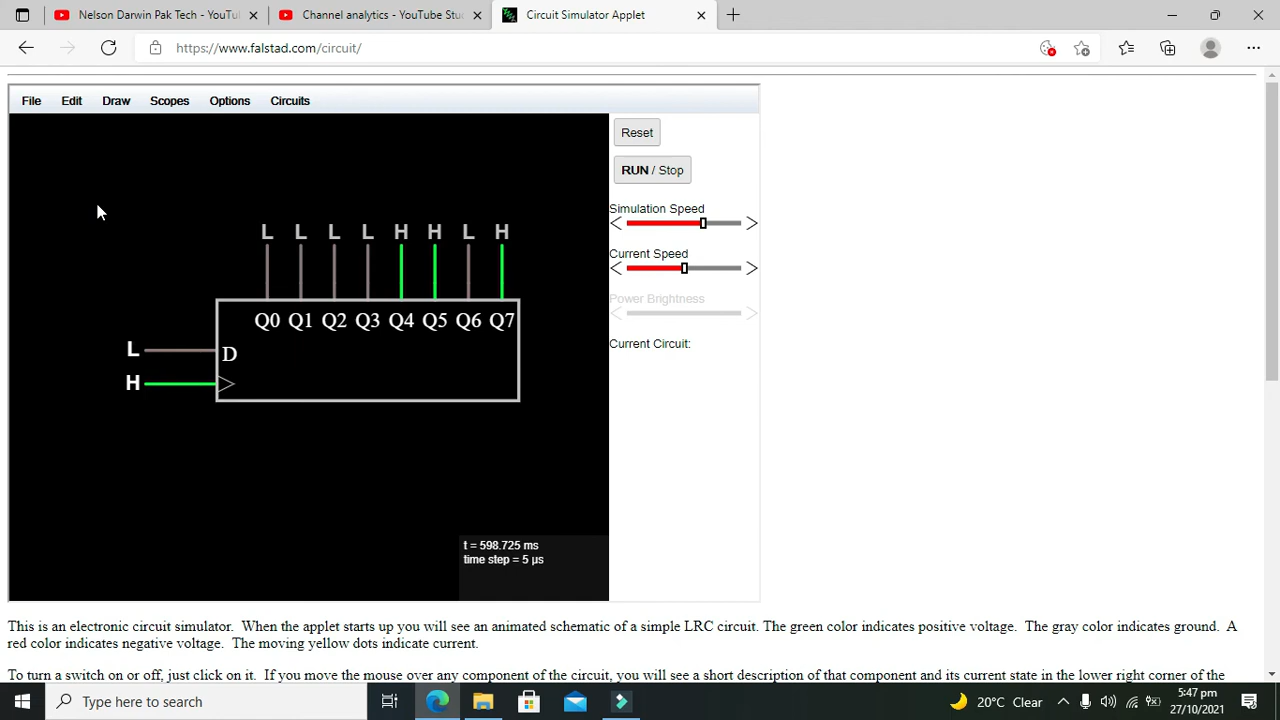 Nelson Darwin Pak Tech - YouTu
Channel analytics - YouTube Stu
Circuit Simulator Applet
https://www.falstad.com/circuit/
File Edit Draw Scopes Options Circuits
Reset
RUN / Stop
Simulation Speed
Current Speed
Power Brightness
Current Circuit:
L L L L H H L H
Q0 Q1 Q2 Q3 Q4 Q5 Q6 Q7
L D
H
t = 598.725 ms
time step = 5 µs
This is an electronic circuit simulator. When the applet starts up you will see an animated schematic of a simple LRC circuit. The green color indicates positive voltage. The gray color indicates ground. A
red color indicates negative voltage. The moving yellow dots indicate current.
To turn a switch on or off, just click on it. If you move the mouse over any component of the circuit, you will see a short description of that component and its current state in the lower right corner of the
Type here to search
20°C Clear
5:47 pm
27/10/2021